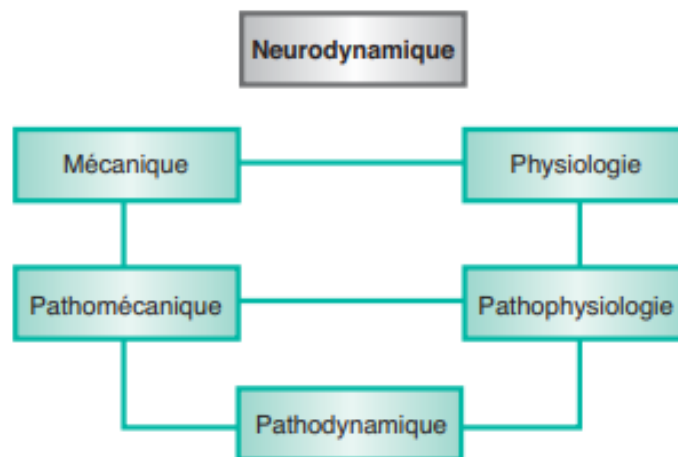 Neurodynamique
Mécanique
Physiologie
Pathomécanique
Pathophysiologie
Pathodynamique